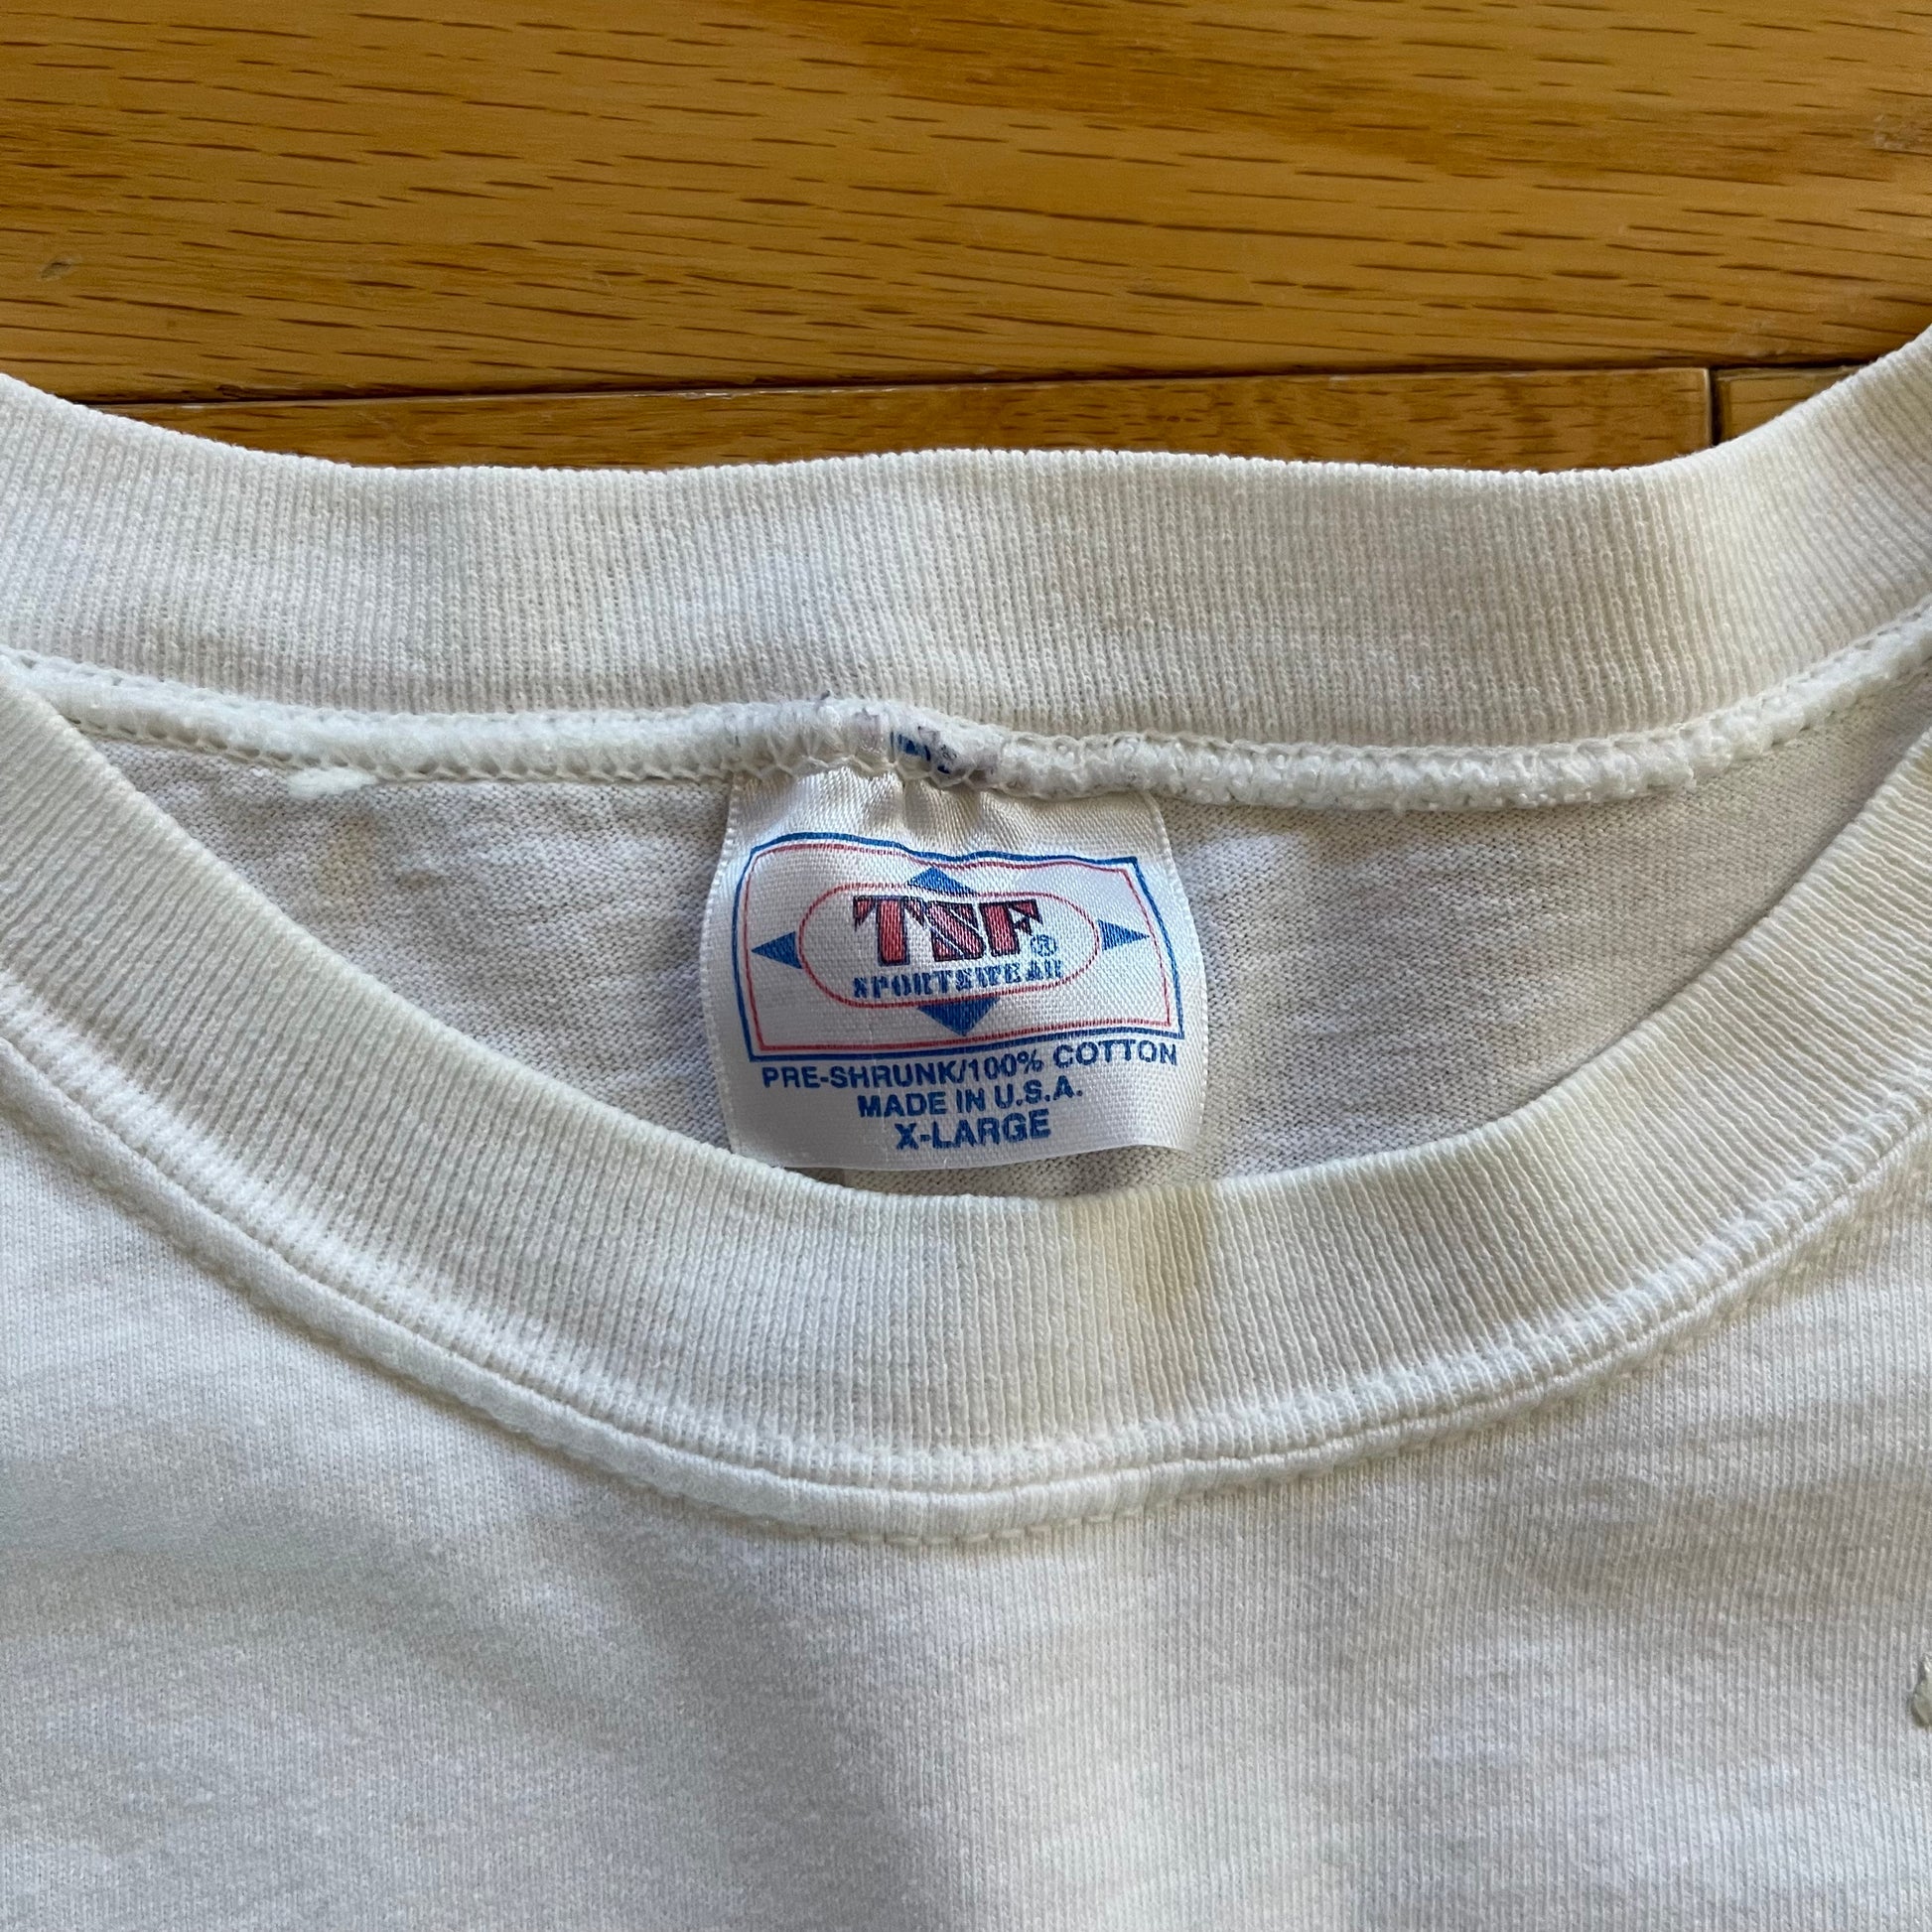 TSF®
SPORTSWEAR
PRE-SHRUNK/100% COTTON
MADE IN U.S.A.
X-LARGE